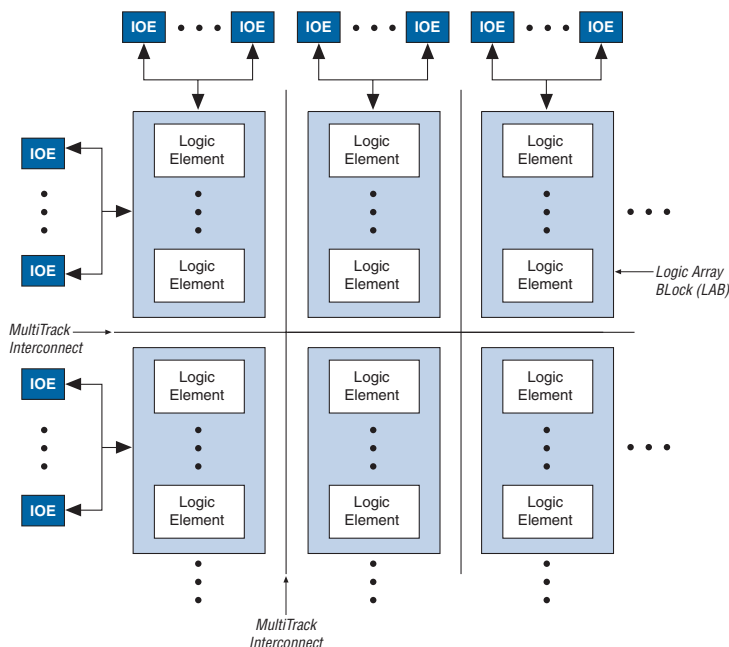 IOE IOE IOE IOE IOE IOE
Logic Element Logic Element Logic Element
IOE
IOE
Logic Element Logic Element Logic Element
Logic Array
BLock (LAB)
MultiTrack
Interconnect
IOE
Logic Element Logic Element Logic Element
IOE
Logic Element Logic Element Logic Element
MultiTrack
Interconnect